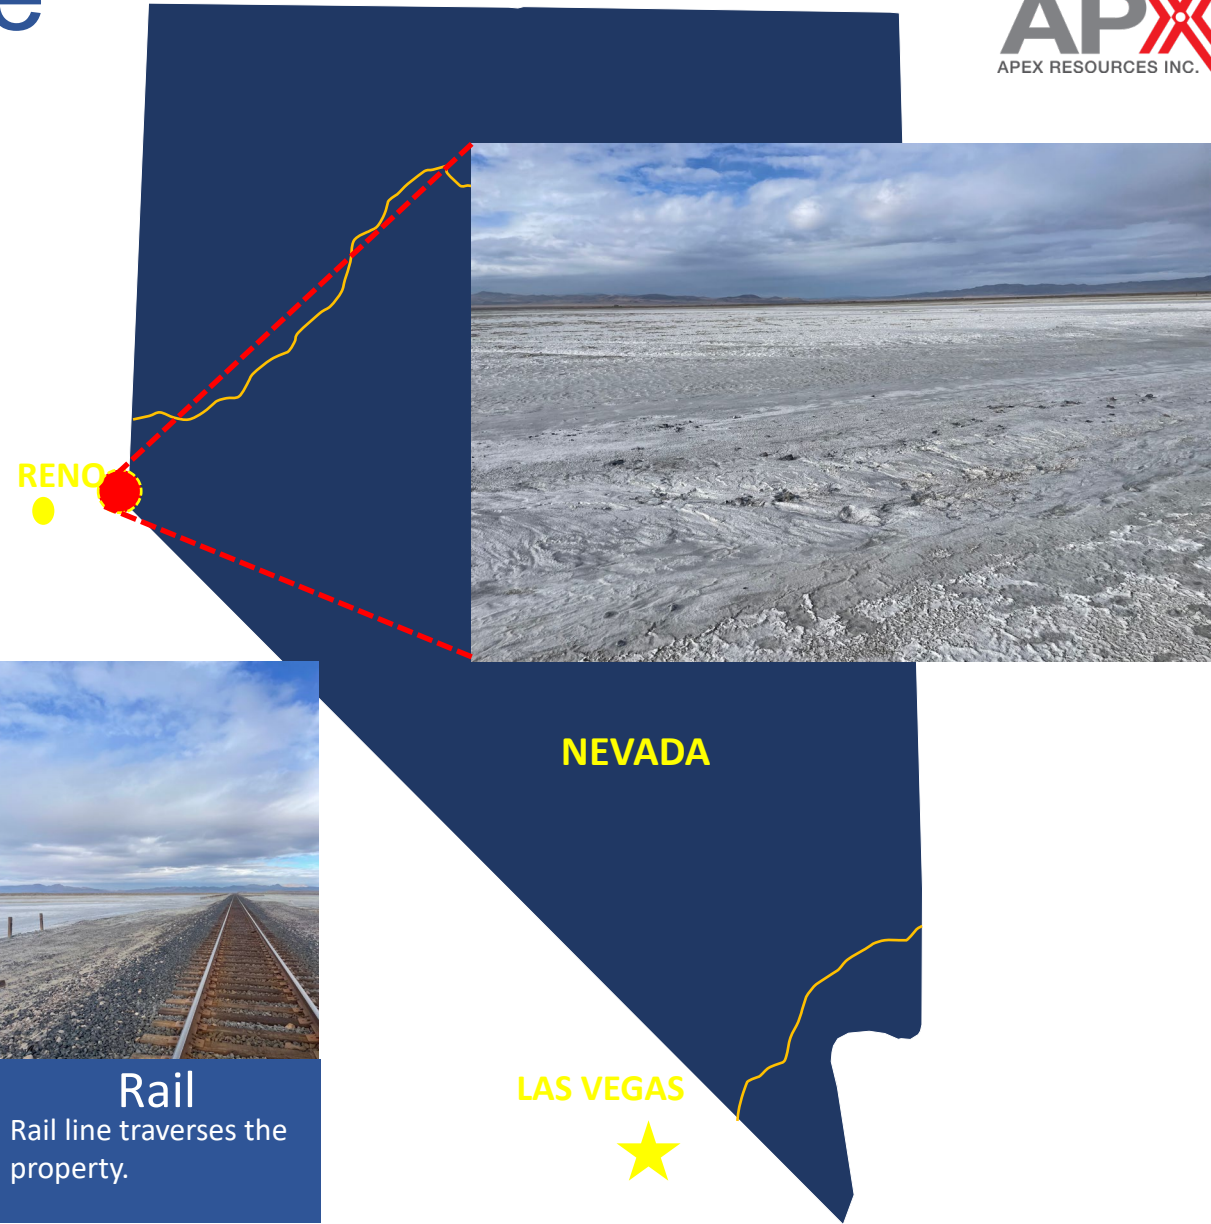 e
APX
APEX RESOURCES INC.
RENO
NEVADA
LAS VEGAS
Rail
Rail line traverses the
property.